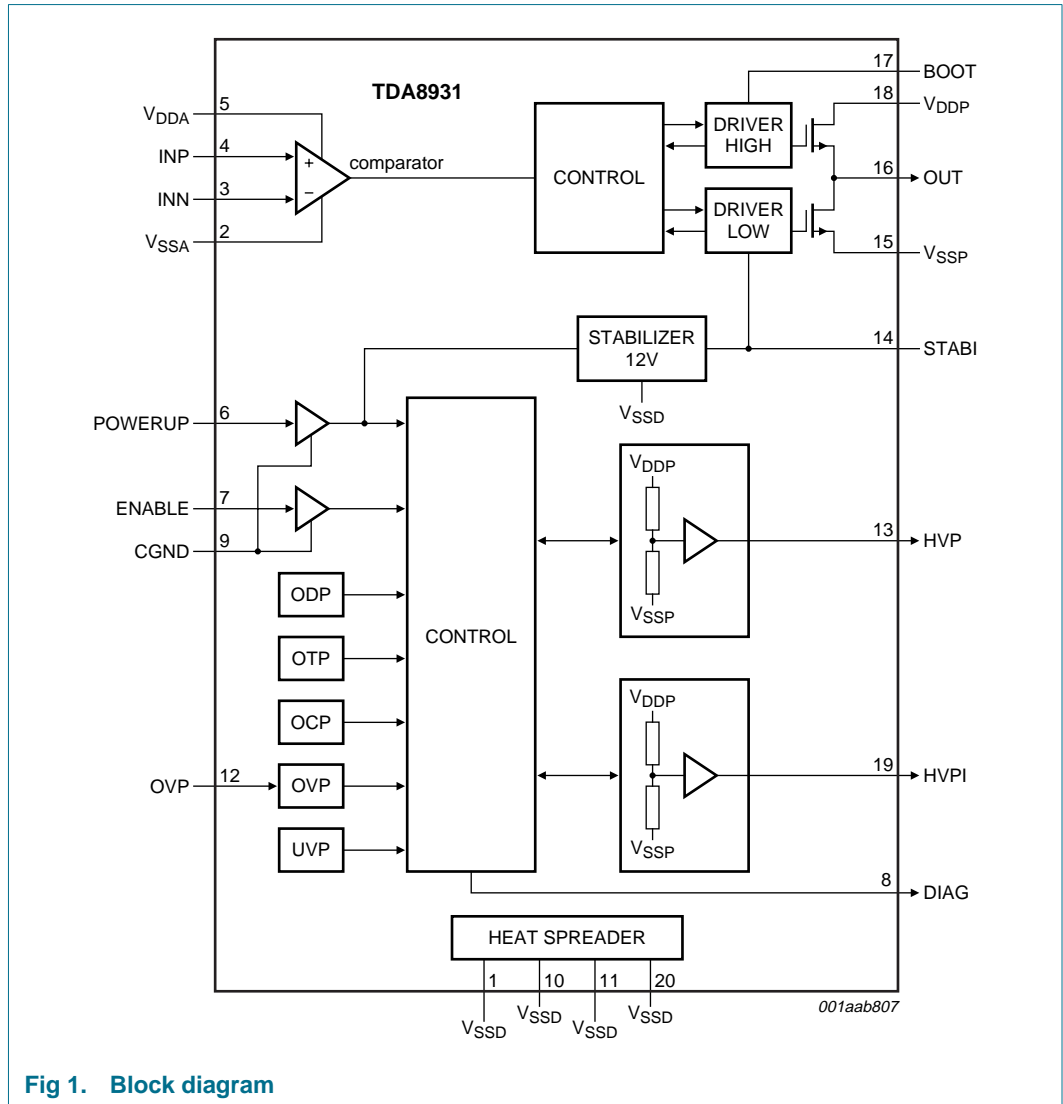 TDA8931
17
BOOT
18
VDDP
5
VDDA
4
INP
3
INN
2
VSSA
+
−
comparator
CONTROL
DRIVER
HIGH
DRIVER
LOW
16
OUT
15
VSSP
STABILIZER
12V
VSSD
14
STABI
POWERUP
6
ENABLE
7
CGND
9
ODP
OTP
OCP
OVP
12
OVP
UVP
CONTROL
VDDP
VSSP
13
HVP
VDDP
VSSP
19
HVPI
8
DIAG
HEAT SPREADER
1
10
11
20
VSSD
VSSD
VSSD
VSSD
001aab807
Fig 1. Block diagram